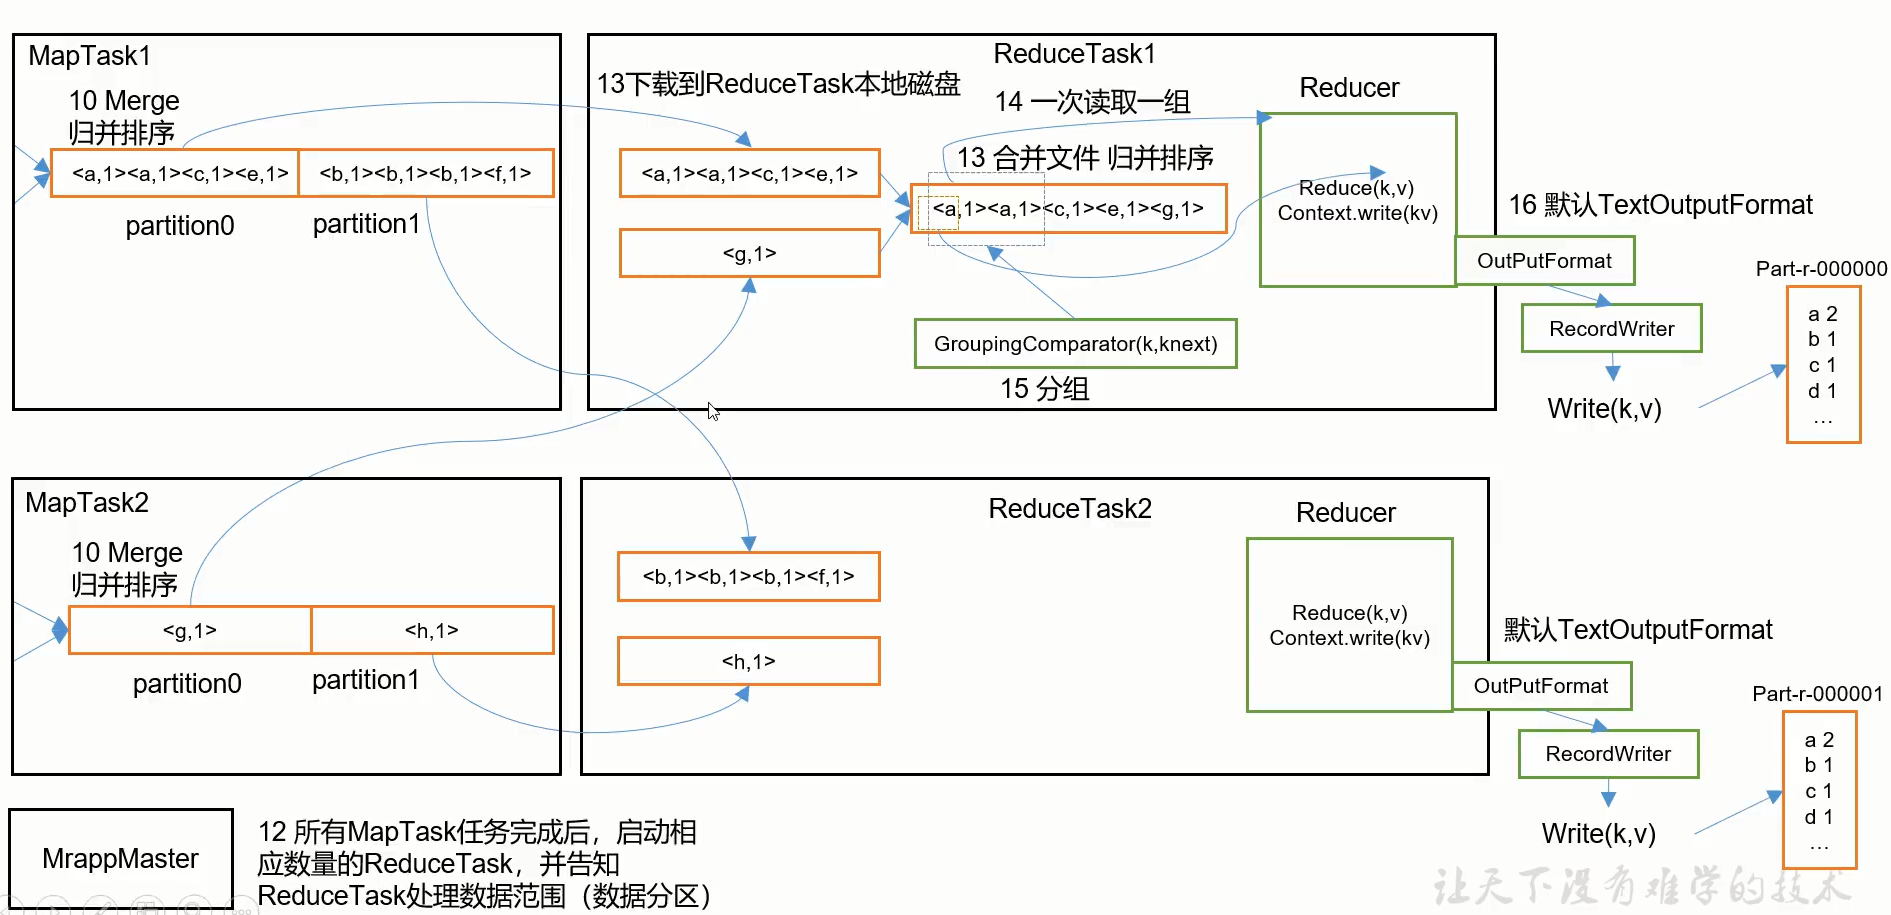 MapTask1
10 Merge
归并排序
<a,1><a,1><c,1><e,1>
<b,1><b,1><b,1><f,1>
partition0
partition1
ReduceTask1
13下载到ReduceTask本地磁盘
14 一次读取一组
Reducer
<a,1><a,1><c,1><e,1>
13 合并文件 归并排序
<a,1><a,1><c,1><e,1><g,1>
<g,1>
Reduce(k,v)
Context.write(kv)
GroupingComparator(k,knext)
15 分组
16 默认TextOutputFormat
OutPutFormat
RecordWriter
Write(k,v)
Part-r-000000
a 2
b 1
c 1
d 1
...
MapTask2
10 Merge
归并排序
<g,1>
<h,1>
partition0
partition1
ReduceTask2
Reducer
<b,1><b,1><b,1><f,1>
<h,1>
Reduce(k,v)
Context.write(kv)
默认TextOutputFormat
OutPutFormat
RecordWriter
Write(k,v)
Part-r-000001
a 2
b 1
c 1
d 1
...
MrappMaster
12 所有MapTask任务完成后，启动相
应数量的ReduceTask，并告知
ReduceTask处理数据范围（数据分区）
让天下没有难学的技术